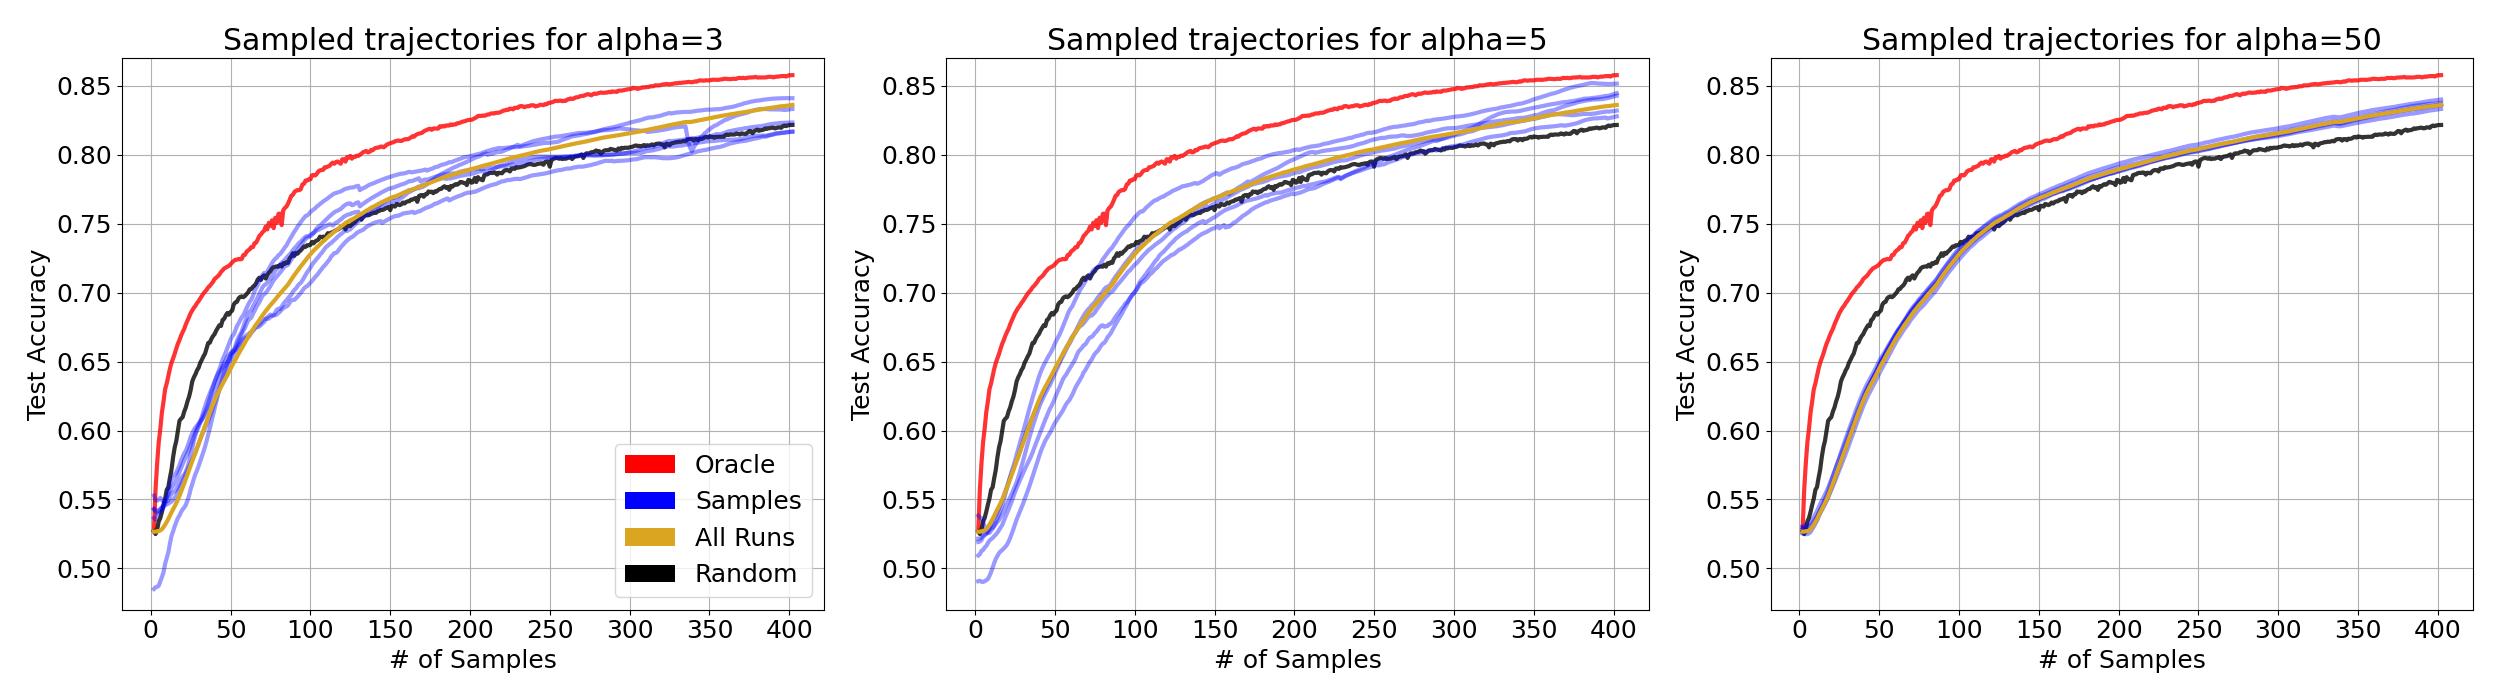 Sampled trajectories for alpha=3
Test Accuracy
0.85
0.80
0.75
0.70
0.65
0.60
0.55
0.50
0 50 100 150 200 250 300 350 400
# of Samples
Oracle
Samples
All Runs
Random
Sampled trajectories for alpha=5
Test Accuracy
0.85
0.80
0.75
0.70
0.65
0.60
0.55
0.50
0 50 100 150 200 250 300 350 400
# of Samples
Sampled trajectories for alpha=50
Test Accuracy
0.85
0.80
0.75
0.70
0.65
0.60
0.55
0.50
0 50 100 150 200 250 300 350 400
# of Samples